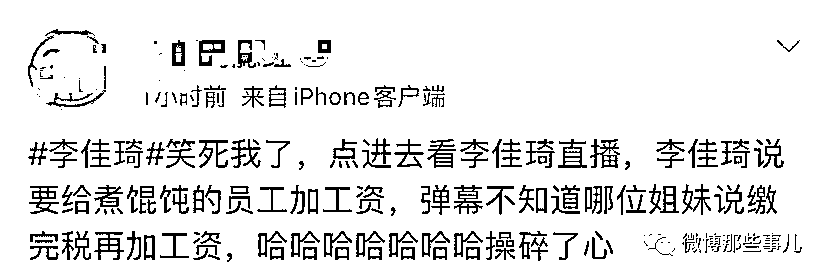 1小时前 来自iPhone客户端
#李佳琦#笑死我了，点进去看李佳琦直播，李佳琦说
要给煮馄饨的员工加工资，弹幕不知道哪位姐妹说缴
完税再加工资，哈哈哈哈哈哈哈操碎了心
微博那些事儿